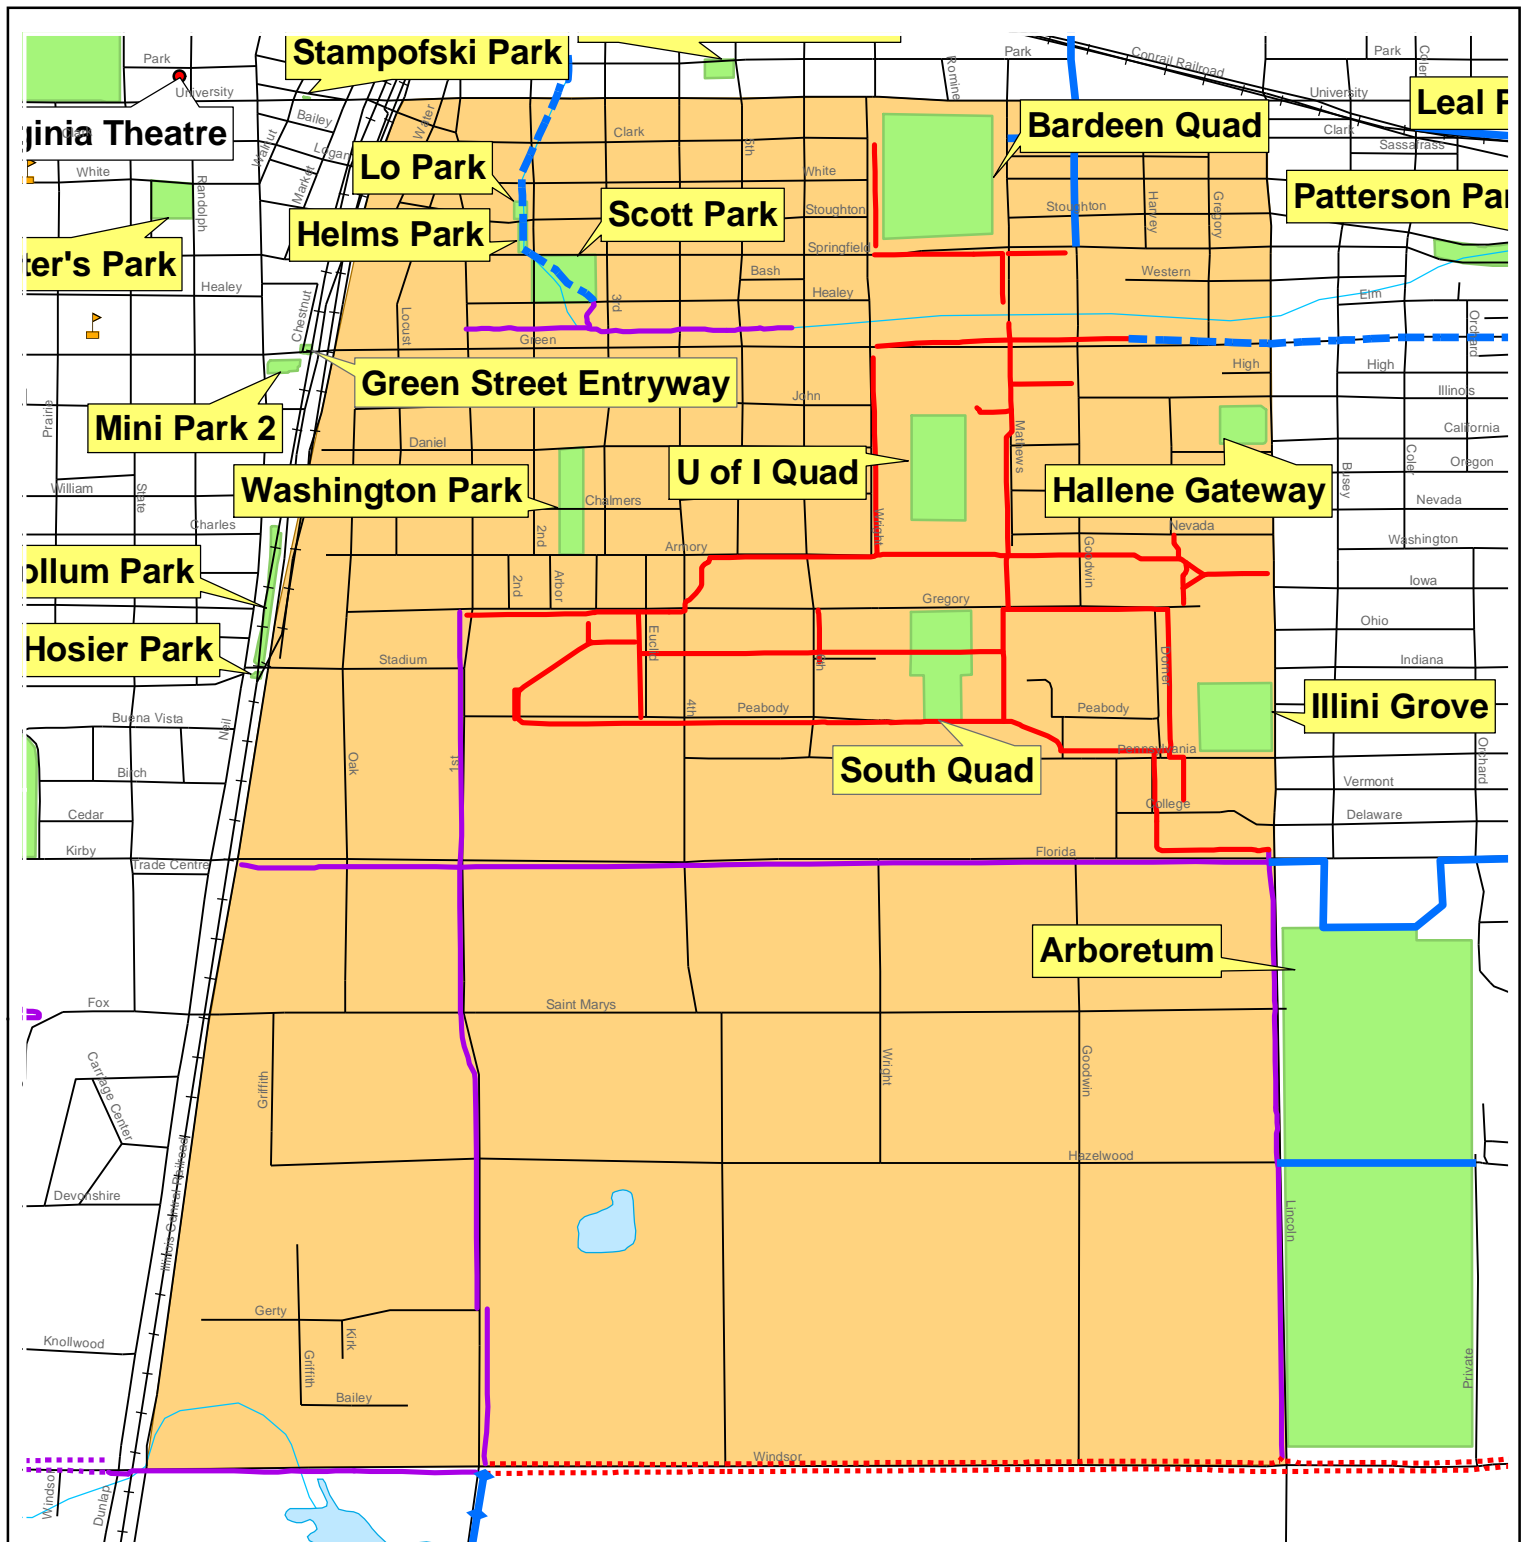 Stampofski Park
Park
Park
Park
Coler
Conrail Railroad
Romine
University
University
Leal P
ginia Theatre
Clark
Bailey
Water
Clark
5th
Bardeen Quad
Clark
Sassafrass
Walnut
Logan
White
Lo Park
White
Market
Randolph
Stoughton
Stoughton
Harvey
Gregory
Patterson Par
Helms Park
Scott Park
Springfield
ter's Park
Bash
Western
Healey
Healey
Elm
Chestnut
Locust
3rd
Green
Orchard
Green Street Entryway
High
High
Illinois
John
Prairie
Mini Park 2
Daniel
Mathews
California
U of I Quad
Coler
Oregon
Busey
Washington Park
Hallene Gateway
William
State
Chalmers
Nevada
Nevada
Charles
Wright
2nd
Armory
Goodwin
Washington
ollum Park
2nd
Arbor
Iowa
Gregory
Ohio
Hosier Park
Euclid
Stadium
Dorner
Indiana
4th
Peabody
Peabody
Illini Grove
Buena Vista
Neil
Oak
1st
Pennsylvania
Orchard
South Quad
Birch
Vermont
College
Cedar
Delaware
Kirby
Trade Centre
Florida
Arboretum
Fox
Saint Marys
Carriage Center
Griffith
Wright
Goodwin
Hazelwood
Devonshire
Illinois Central Railroad
Lincoln
Gerty
Kirk
Knollwood
Griffith
Private
Bailey
Windsor
Windsor
Dunlap